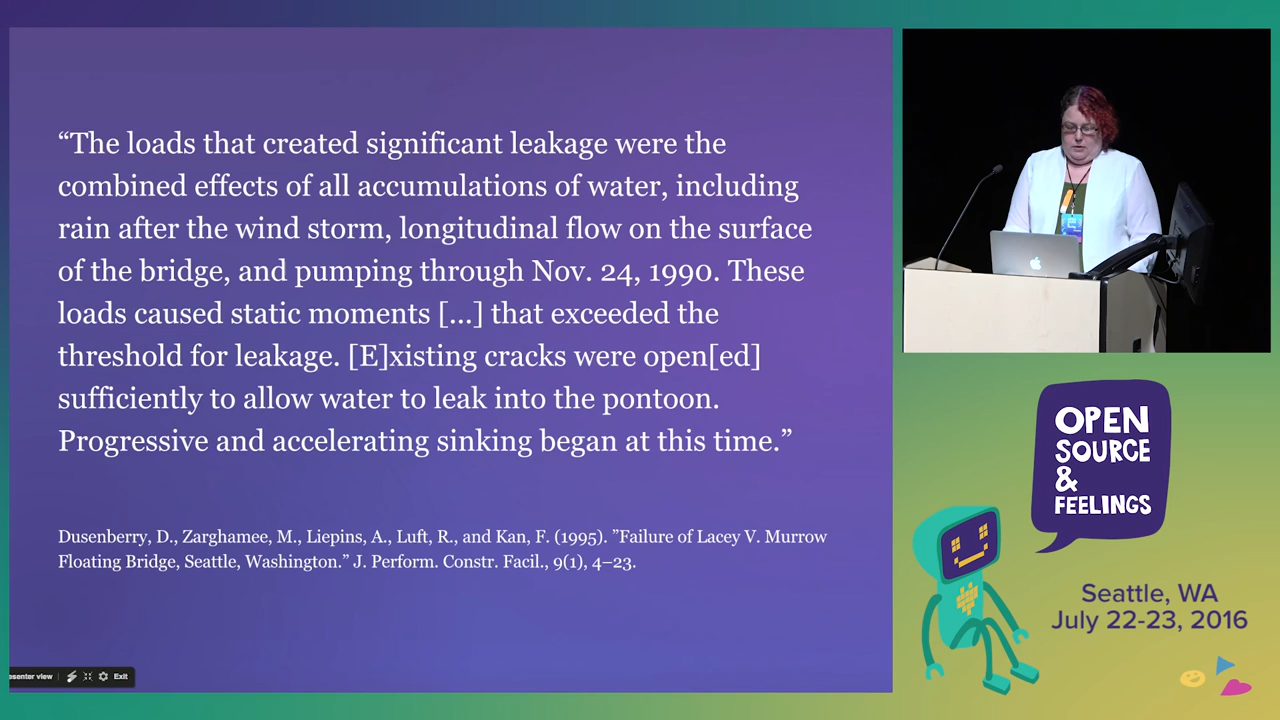 “The loads that created significant leakage were the
combined effects of all accumulations of water, including
rain after the wind storm, longitudinal flow on the surface
of the bridge, and pumping through Nov. 24, 1990. These
loads caused static moments [...] that exceeded the
threshold for leakage. [E]xisting cracks were open[ed]
sufficiently to allow water to leak into the pontoon.
Progressive and accelerating sinking began at this time.”
Dusenberry, D., Zarghamee, M., Liepins, A., Luft, R., and Kan, F. (1995). ”Failure of Lacey V. Murrow
Floating Bridge, Seattle, Washington.” J. Perform. Constr. Facil., 9(1), 4–23.
esenter view
Exit
OPEN
SOURCE
&
FEELINGS
Seattle, WA
July 22-23, 2016